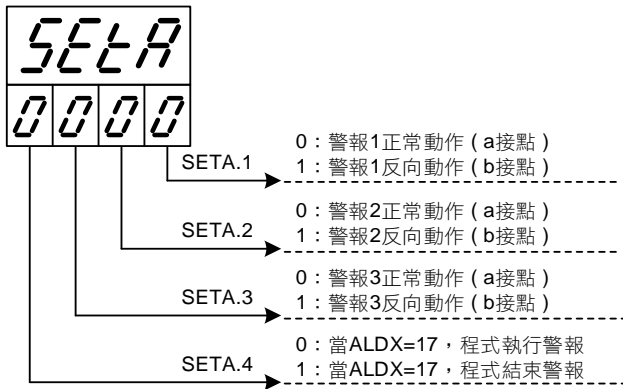 SEtA
0 0 0 0
SETA.1
0：警報1正常動作 ( a接點 )
1：警報1反向動作 ( b接點 )
SETA.2
0：警報2正常動作 ( a接點 )
1：警報2反向動作 ( b接點 )
SETA.3
0：警報3正常動作 ( a接點 )
1：警報3反向動作 ( b接點 )
SETA.4
0：當ALDX=17，程式執行警報
1：當ALDX=17，程式結束警報